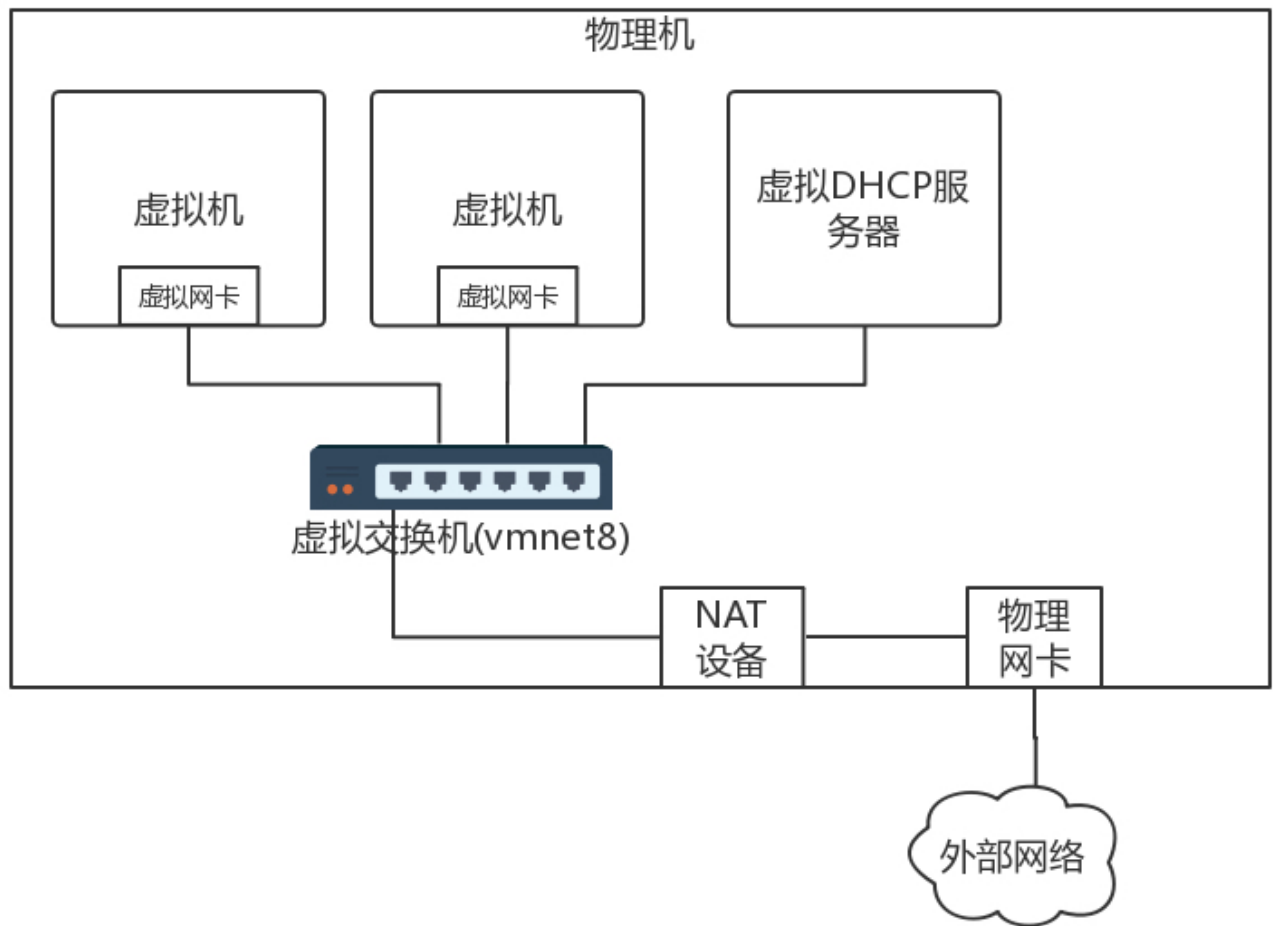 物理机
虚拟机
虚拟机
虚拟DHCP服
务器
虚拟网卡
虚拟网卡
虚拟交换机(vmnet8)
NAT
设备
物理
网卡
外部网络